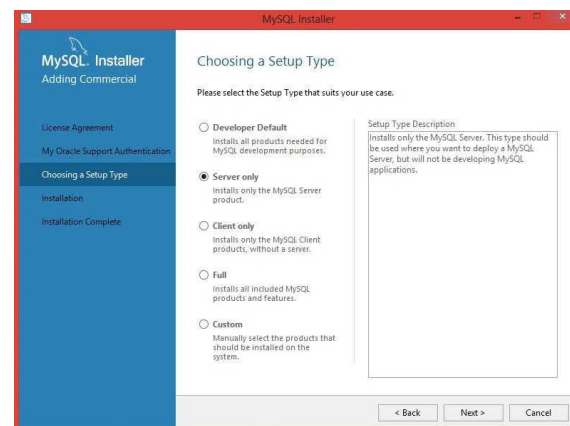 MySQL Installer
MySQL. Installer
Adding Commercial
License Agreement
My Oracle Support Authentication
Choosing a Setup Type
Installation
Installation Complete
Choosing a Setup Type
Please select the Setup Type that suits your use case.
Developer Default
Installs all products needed for
MySQL development purposes.
Server only
Installs only the MySQL Server
product.
Client only
Installs only the MySQL Client
products, without a server.
Full
Installs all included MySQL
products and features.
Custom
Manually select the products that
should be installed on the
system.
Setup Type Description
Installs only the MySQL Server. This type should
be used where you want to deploy a MySQL
Server, but will not be developing MySQL
applications.
< Back
Next >
Cancel